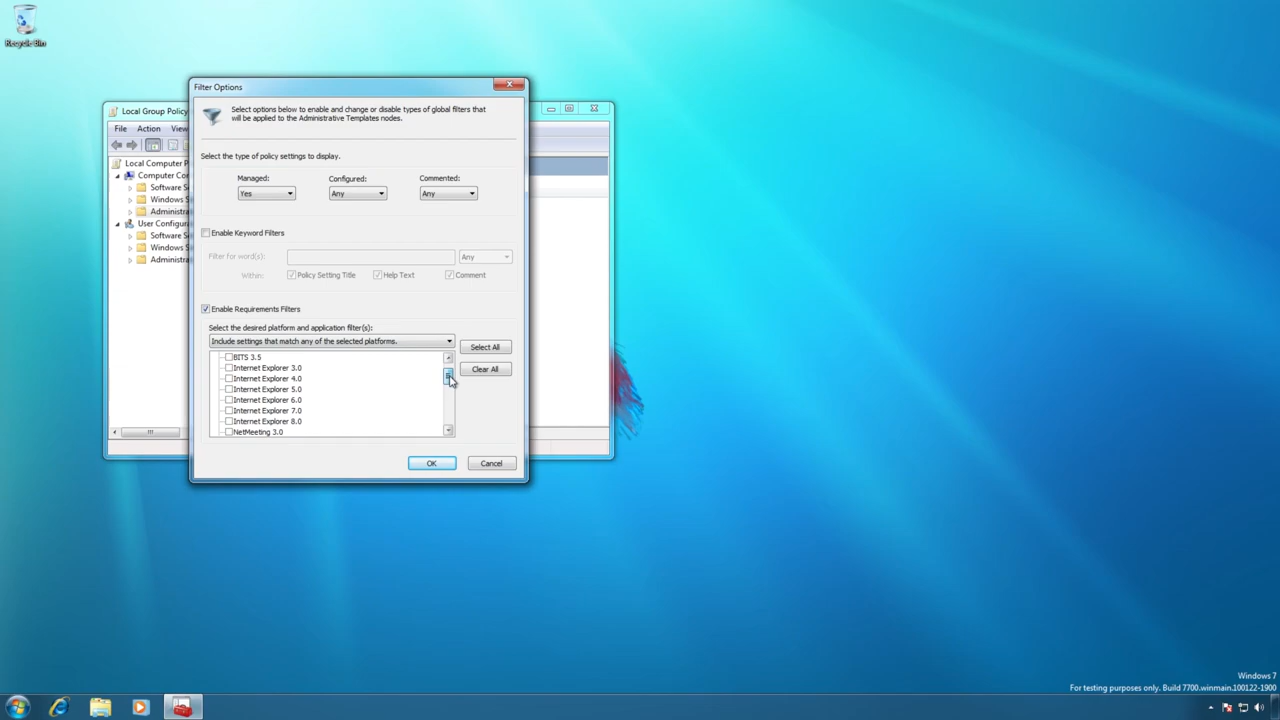 Recycle Bin
Filter Options
Select options below to enable and change or disable types of global filters that
will be applied to the Administrative Templates nodes.
Local Group Policy
File Action View
Select the type of policy settings to display.
Local Computer P
Computer Con
Managed: Configured: Commented:
Software Se
Yes Any Any
Windows S
Administra
User Configura
Software Se
Enable Keyword Filters
Windows S
Filter for word(s): Any
Administra
Within: Policy Setting Title Help Text Comment
Enable Requirements Filters
Select the desired platform and application filter(s):
Include settings that match any of the selected platforms.
Select All
BITS 3.5
Internet Explorer 3.0
Clear All
Internet Explorer 4.0
Internet Explorer 5.0
Internet Explorer 6.0
Internet Explorer 7.0
Internet Explorer 8.0
NetMeeting 3.0
OK Cancel
Windows 7
For testing purposes only. Build 7700.winmain.100122-1900